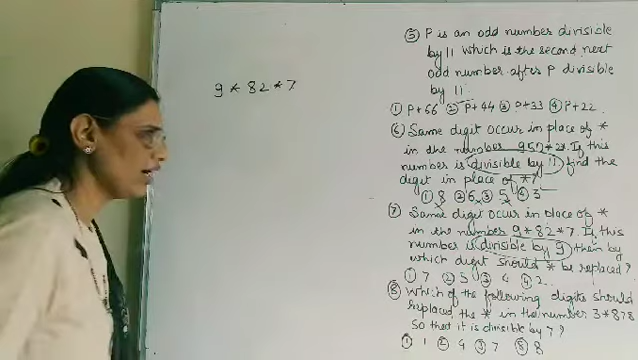 9 * 82 * 7
⑤ P is an odd number divisible
by 11 which is the second next
odd number after P divisible
by 11
① P+66 ② P+44 ③ P+33 ④ P+22
⑥ Same digit occur in place of *
in the number
number is divisible by 11 find the
digit in place of * ?
① 8 ② 6 ③ 5 ④ 3
⑦ Same digit occur in place of *
in the number 9*82*7. If this
number is divisible by 9 then by
which digit should * be replaced?
① 7 ② 5 ③ 4 ④ 2
⑧ Which of the following digits should
replaced the * in the number
So that it is divisible by 7?
① 1 ② 4 ③ 7 8